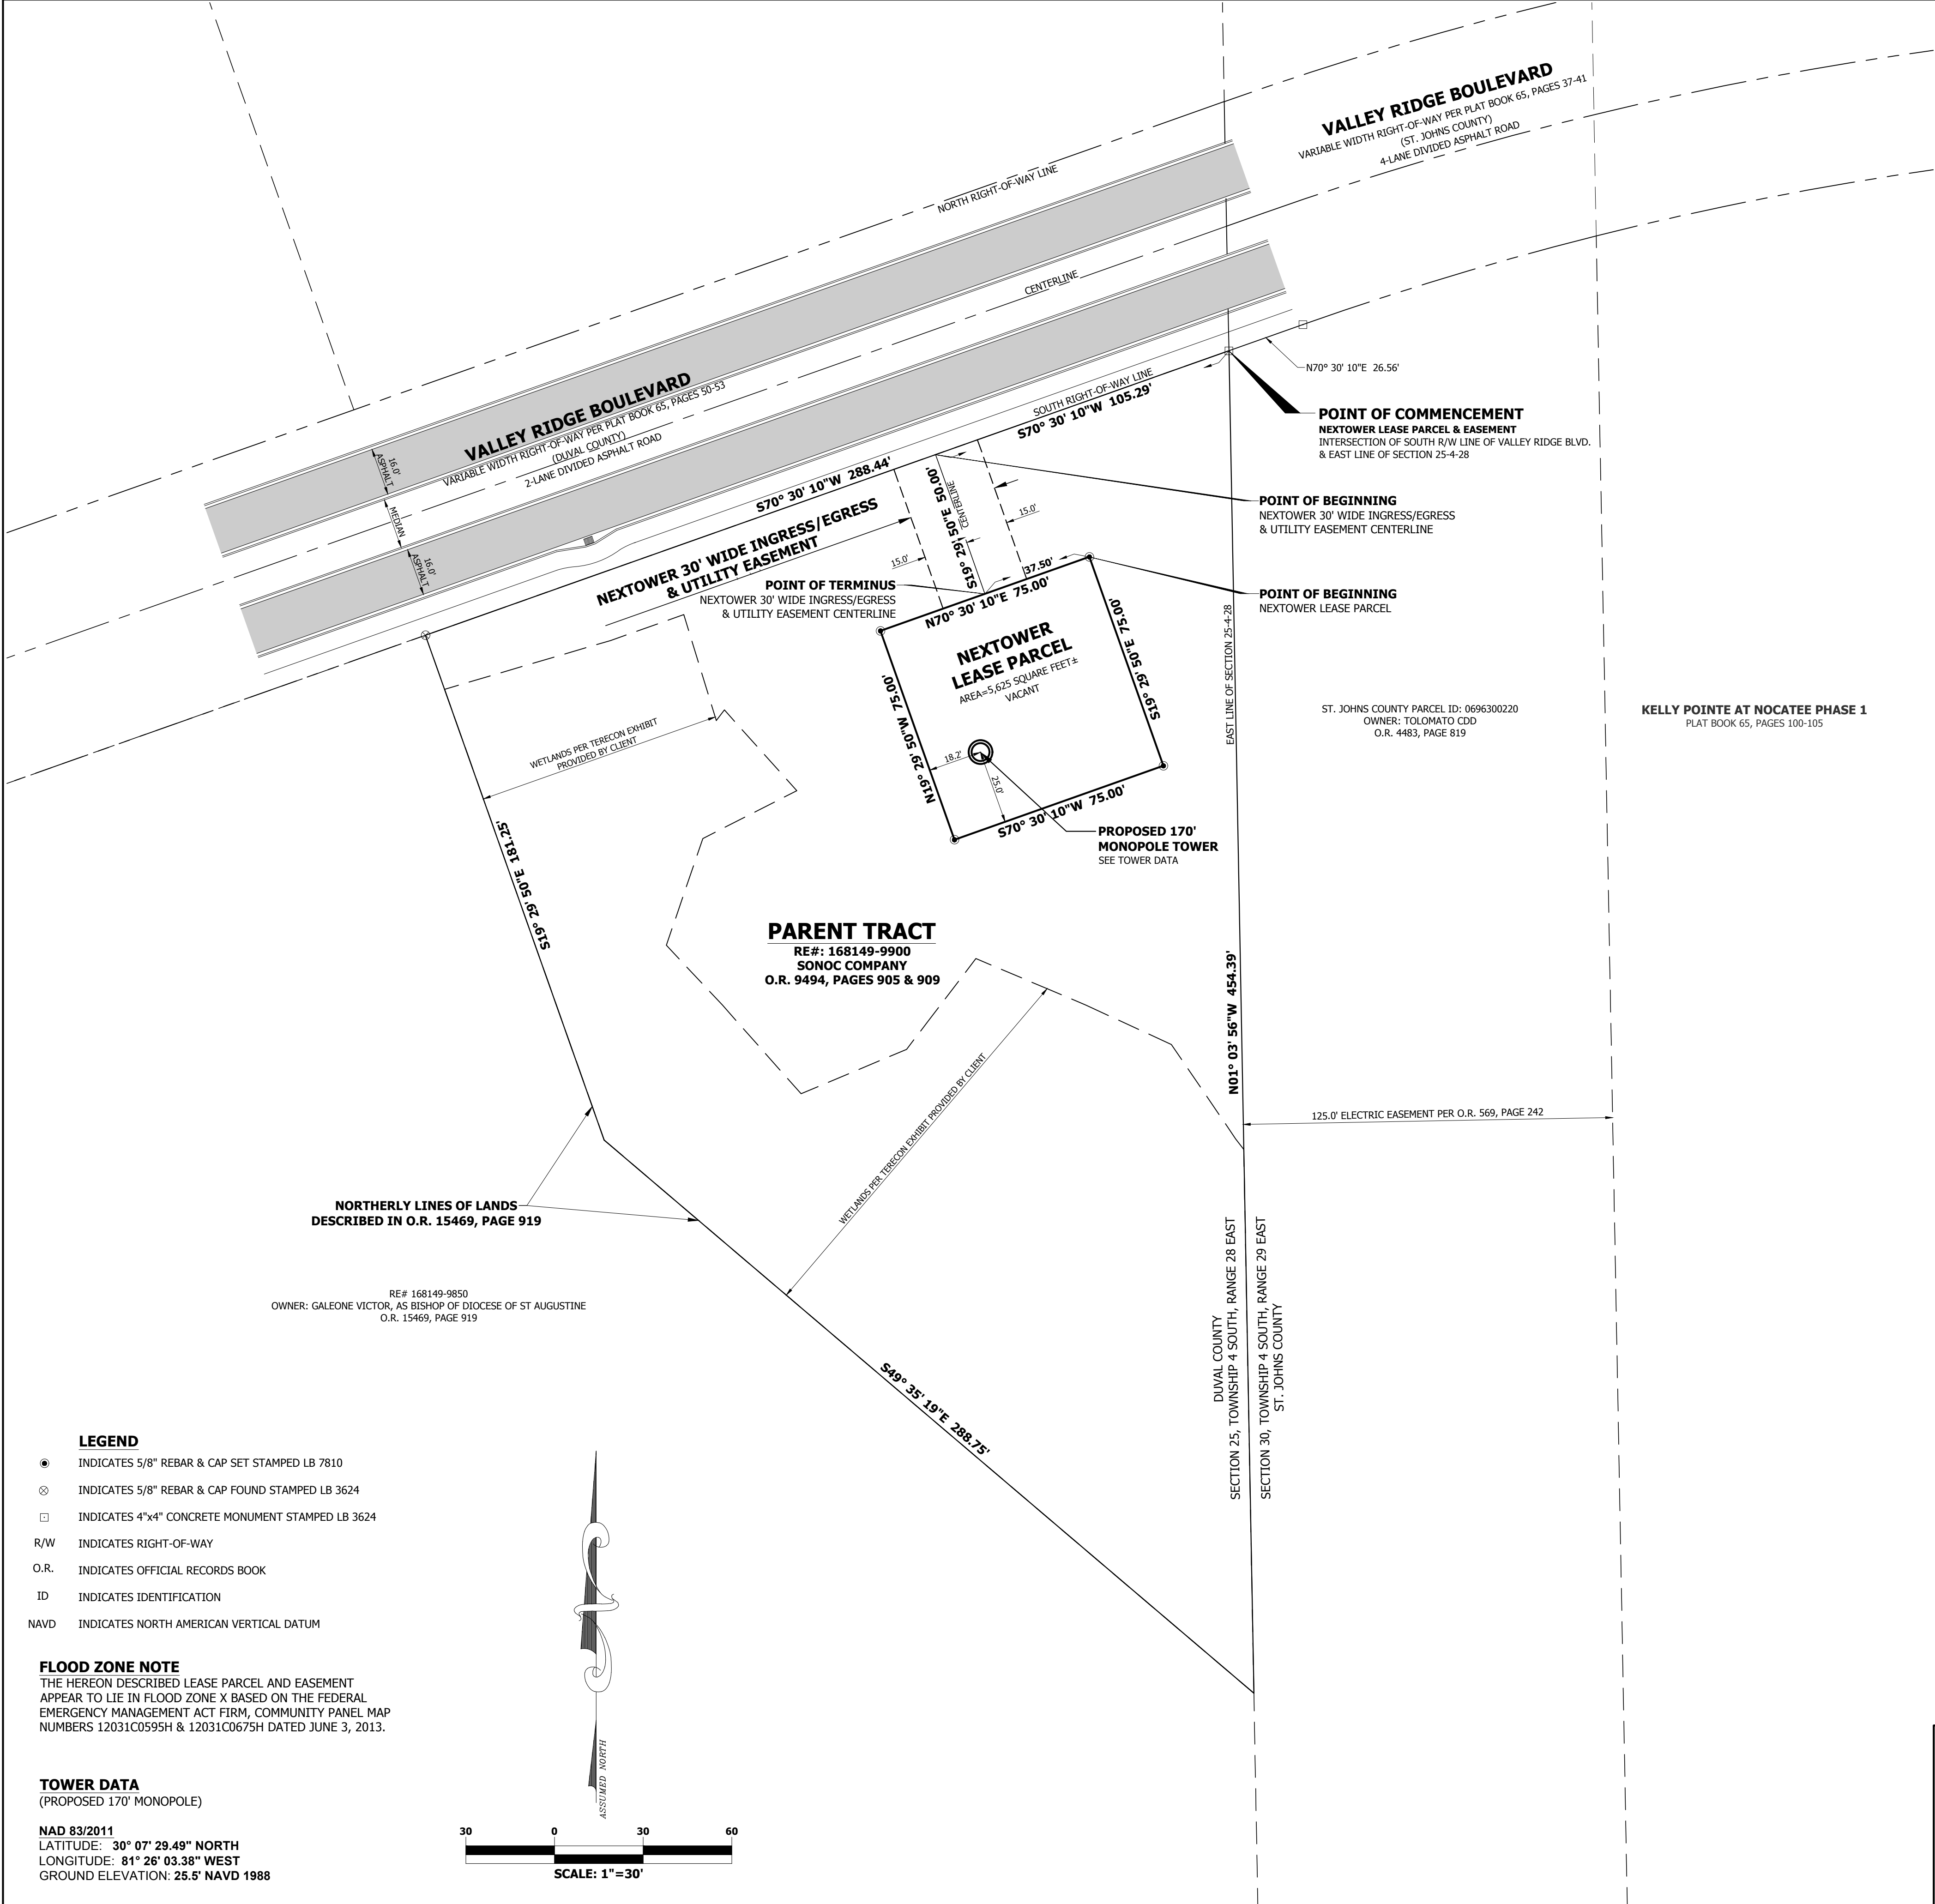 VALLEY RIDGE BOULEVARD
VARIABLE WIDTH RIGHT-OF-WAY PER PLAT BOOK 65, PAGES 37-41
(ST. JOHNS COUNTY)
4-LANE DIVIDED ASPHALT ROAD
NORTH RIGHT-OF-WAY LINE
CENTERLINE
VALLEY RIDGE BOULEVARD
VARIABLE WIDTH RIGHT-OF-WAY PER PLAT BOOK 65, PAGES 50-53
(DUVAL COUNTY)
2-LANE DIVIDED ASPHALT ROAD
16.0'
ASPHALT
MEDIAN
16.0'
ASPHALT
SOUTH RIGHT-OF-WAY LINE
S70° 30' 10"W 105.29'
N70° 30' 10"E 26.56'
POINT OF COMMENCEMENT
NEXTOWER LEASE PARCEL & EASEMENT
INTERSECTION OF SOUTH R/W LINE OF VALLEY RIDGE BLVD.
& EAST LINE OF SECTION 25-4-28
S70° 30' 10"W 288.44'
NEXTOWER 30' WIDE INGRESS/EGRESS
& UTILITY EASEMENT
S19° 29' 50"E 50.00'
CENTERLINE
15.0'
15.0'
POINT OF BEGINNING
NEXTOWER 30' WIDE INGRESS/EGRESS
& UTILITY EASEMENT CENTERLINE
POINT OF TERMINUS
NEXTOWER 30' WIDE INGRESS/EGRESS
& UTILITY EASEMENT CENTERLINE
37.50'
N70° 30' 10"E 75.00'
POINT OF BEGINNING
NEXTOWER LEASE PARCEL
NEXTOWER
LEASE PARCEL
AREA=5,625 SQUARE FEET±
VACANT
S19° 29' 50"E 75.00'
N19° 29' 50"W 75.00'
18.2'
25.0'
S70° 30' 10"W 75.00'
PROPOSED 170'
MONOPOLE TOWER
SEE TOWER DATA
EAST LINE OF SECTION 25-4-28
ST. JOHNS COUNTY PARCEL ID: 0696300220
OWNER: TOLOMATO CDD
O.R. 4483, PAGE 819
KELLY POINTE AT NOCATEE PHASE 1
PLAT BOOK 65, PAGES 100-105
WETLANDS PER TERECON EXHIBIT
PROVIDED BY CLIENT
S19° 29' 50"E 181.25'
PARENT TRACT
RE#: 168149-9900
SONOC COMPANY
O.R. 9494, PAGES 905 & 909
N01° 03' 56"W 454.39'
125.0' ELECTRIC EASEMENT PER O.R. 569, PAGE 242
WETLANDS PER TERECON EXHIBIT PROVIDED BY CLIENT
NORTHERLY LINES OF LANDS
DESCRIBED IN O.R. 15469, PAGE 919
RE# 168149-9850
OWNER: GALEONE VICTOR, AS BISHOP OF DIOCESE OF ST AUGUSTINE
O.R. 15469, PAGE 919
S49° 35' 19"E 288.75'
DUVAL COUNTY
SECTION 25, TOWNSHIP 4 SOUTH, RANGE 28 EAST
SECTION 30, TOWNSHIP 4 SOUTH, RANGE 29 EAST
ST. JOHNS COUNTY
LEGEND
INDICATES 5/8" REBAR & CAP SET STAMPED LB 7810
INDICATES 5/8" REBAR & CAP FOUND STAMPED LB 3624
INDICATES 4"x4" CONCRETE MONUMENT STAMPED LB 3624
R/W INDICATES RIGHT-OF-WAY
O.R. INDICATES OFFICIAL RECORDS BOOK
ID INDICATES IDENTIFICATION
NAVD INDICATES NORTH AMERICAN VERTICAL DATUM
FLOOD ZONE NOTE
THE HEREON DESCRIBED LEASE PARCEL AND EASEMENT
APPEAR TO LIE IN FLOOD ZONE X BASED ON THE FEDERAL
EMERGENCY MANAGEMENT ACT FIRM, COMMUNITY PANEL MAP
NUMBERS 12031C0595H & 12031C0675H DATED JUNE 3, 2013.
TOWER DATA
(PROPOSED 170' MONOPOLE)
NAD 83/2011
LATITUDE: 30° 07' 29.49" NORTH
LONGITUDE: 81° 26' 03.38" WEST
GROUND ELEVATION: 25.5' NAVD 1988
ASSUMED NORTH
30 0 30 60
SCALE: 1"=30'